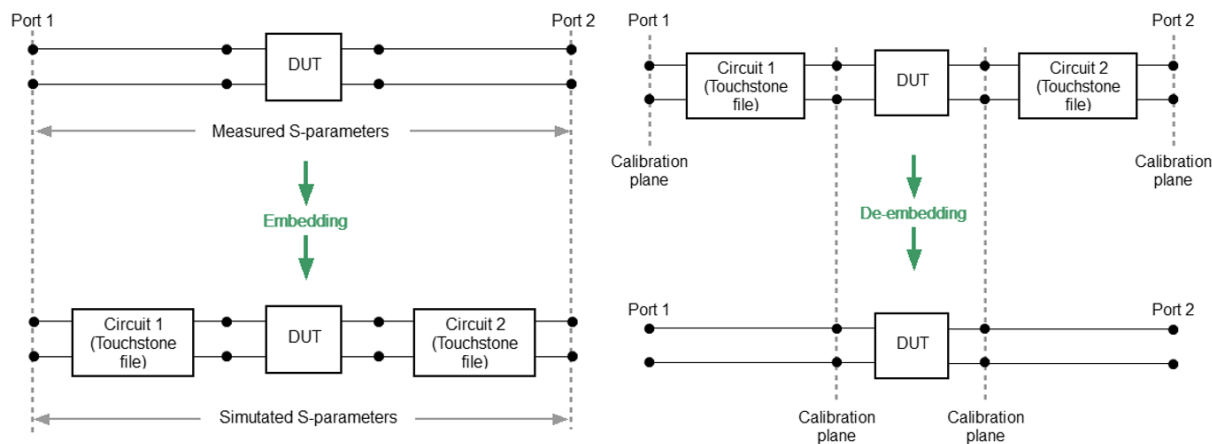 Port 1
Port 2
DUT
Measured S-parameters
Embedding
Circuit 1
(Touchstone
file)
DUT
Circuit 2
(Touchstone
file)
Simutated S-parameters
Port 1
Port 2
Circuit 1
(Touchstone
file)
DUT
Circuit 2
(Touchstone
file)
Calibration
plane
Calibration
plane
De-embedding
Port 1
Port 2
DUT
Calibration
plane
Calibration
plane